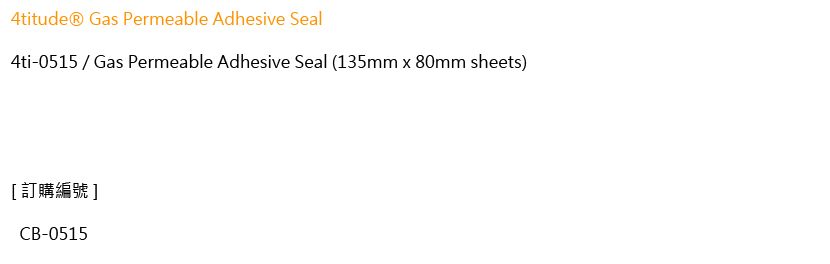 4titude® Gas Permeable Adhesive Seal
4ti-0515 / Gas Permeable Adhesive Seal (135mm x 80mm sheets)
[ 訂購編號 ]
CB-0515